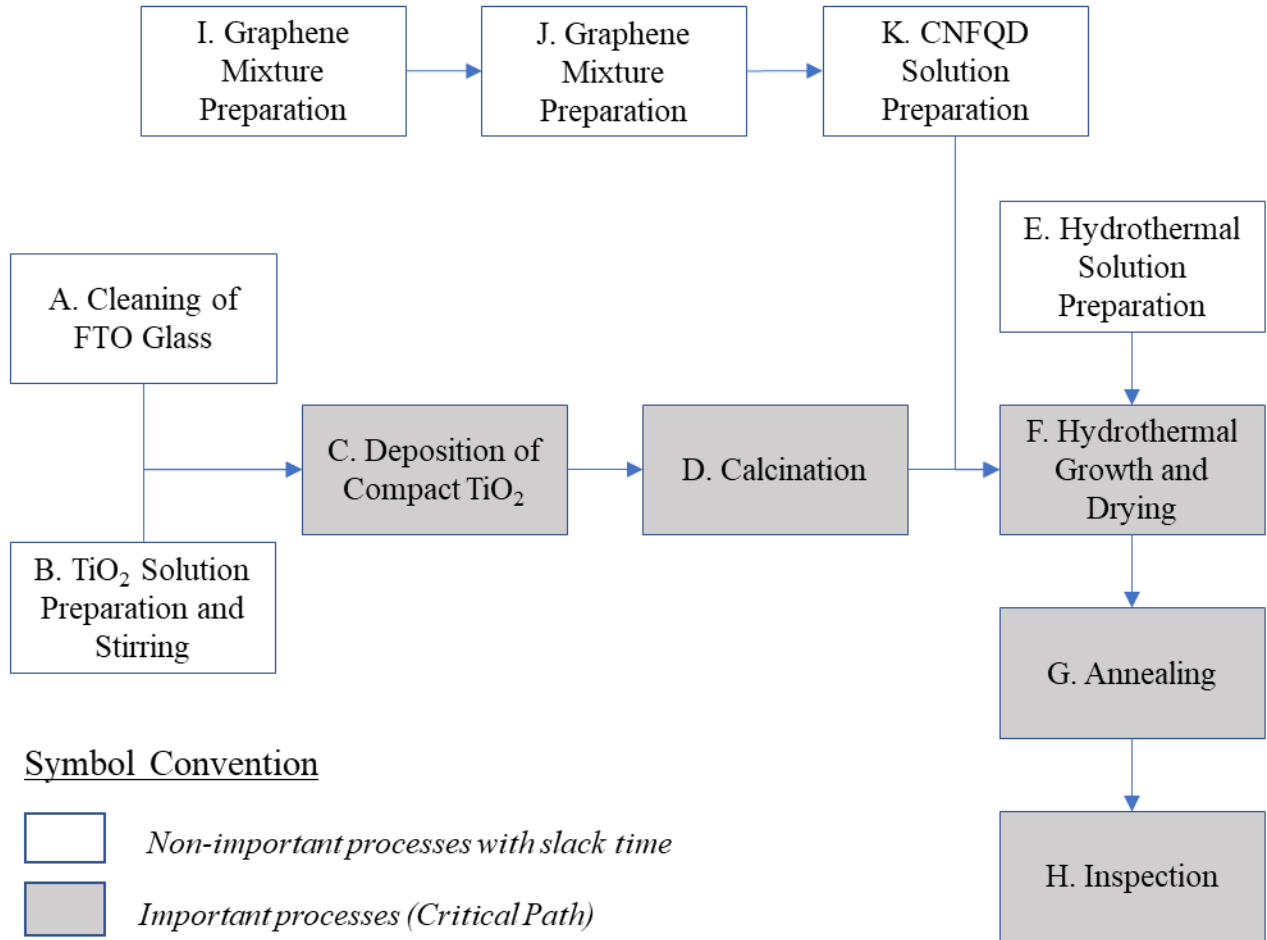 I. Graphene
Mixture
Preparation
J. Graphene
Mixture
Preparation
K. CNFQD
Solution
Preparation
E. Hydrothermal
Solution
Preparation
A. Cleaning of
FTO Glass
C. Deposition of
Compact TiO₂
D. Calcination
F. Hydrothermal
Growth and
Drying
B. TiO₂ Solution
Preparation and
Stirring
G. Annealing
H. Inspection
Symbol Convention
Non-important processes with slack time
Important processes (Critical Path)